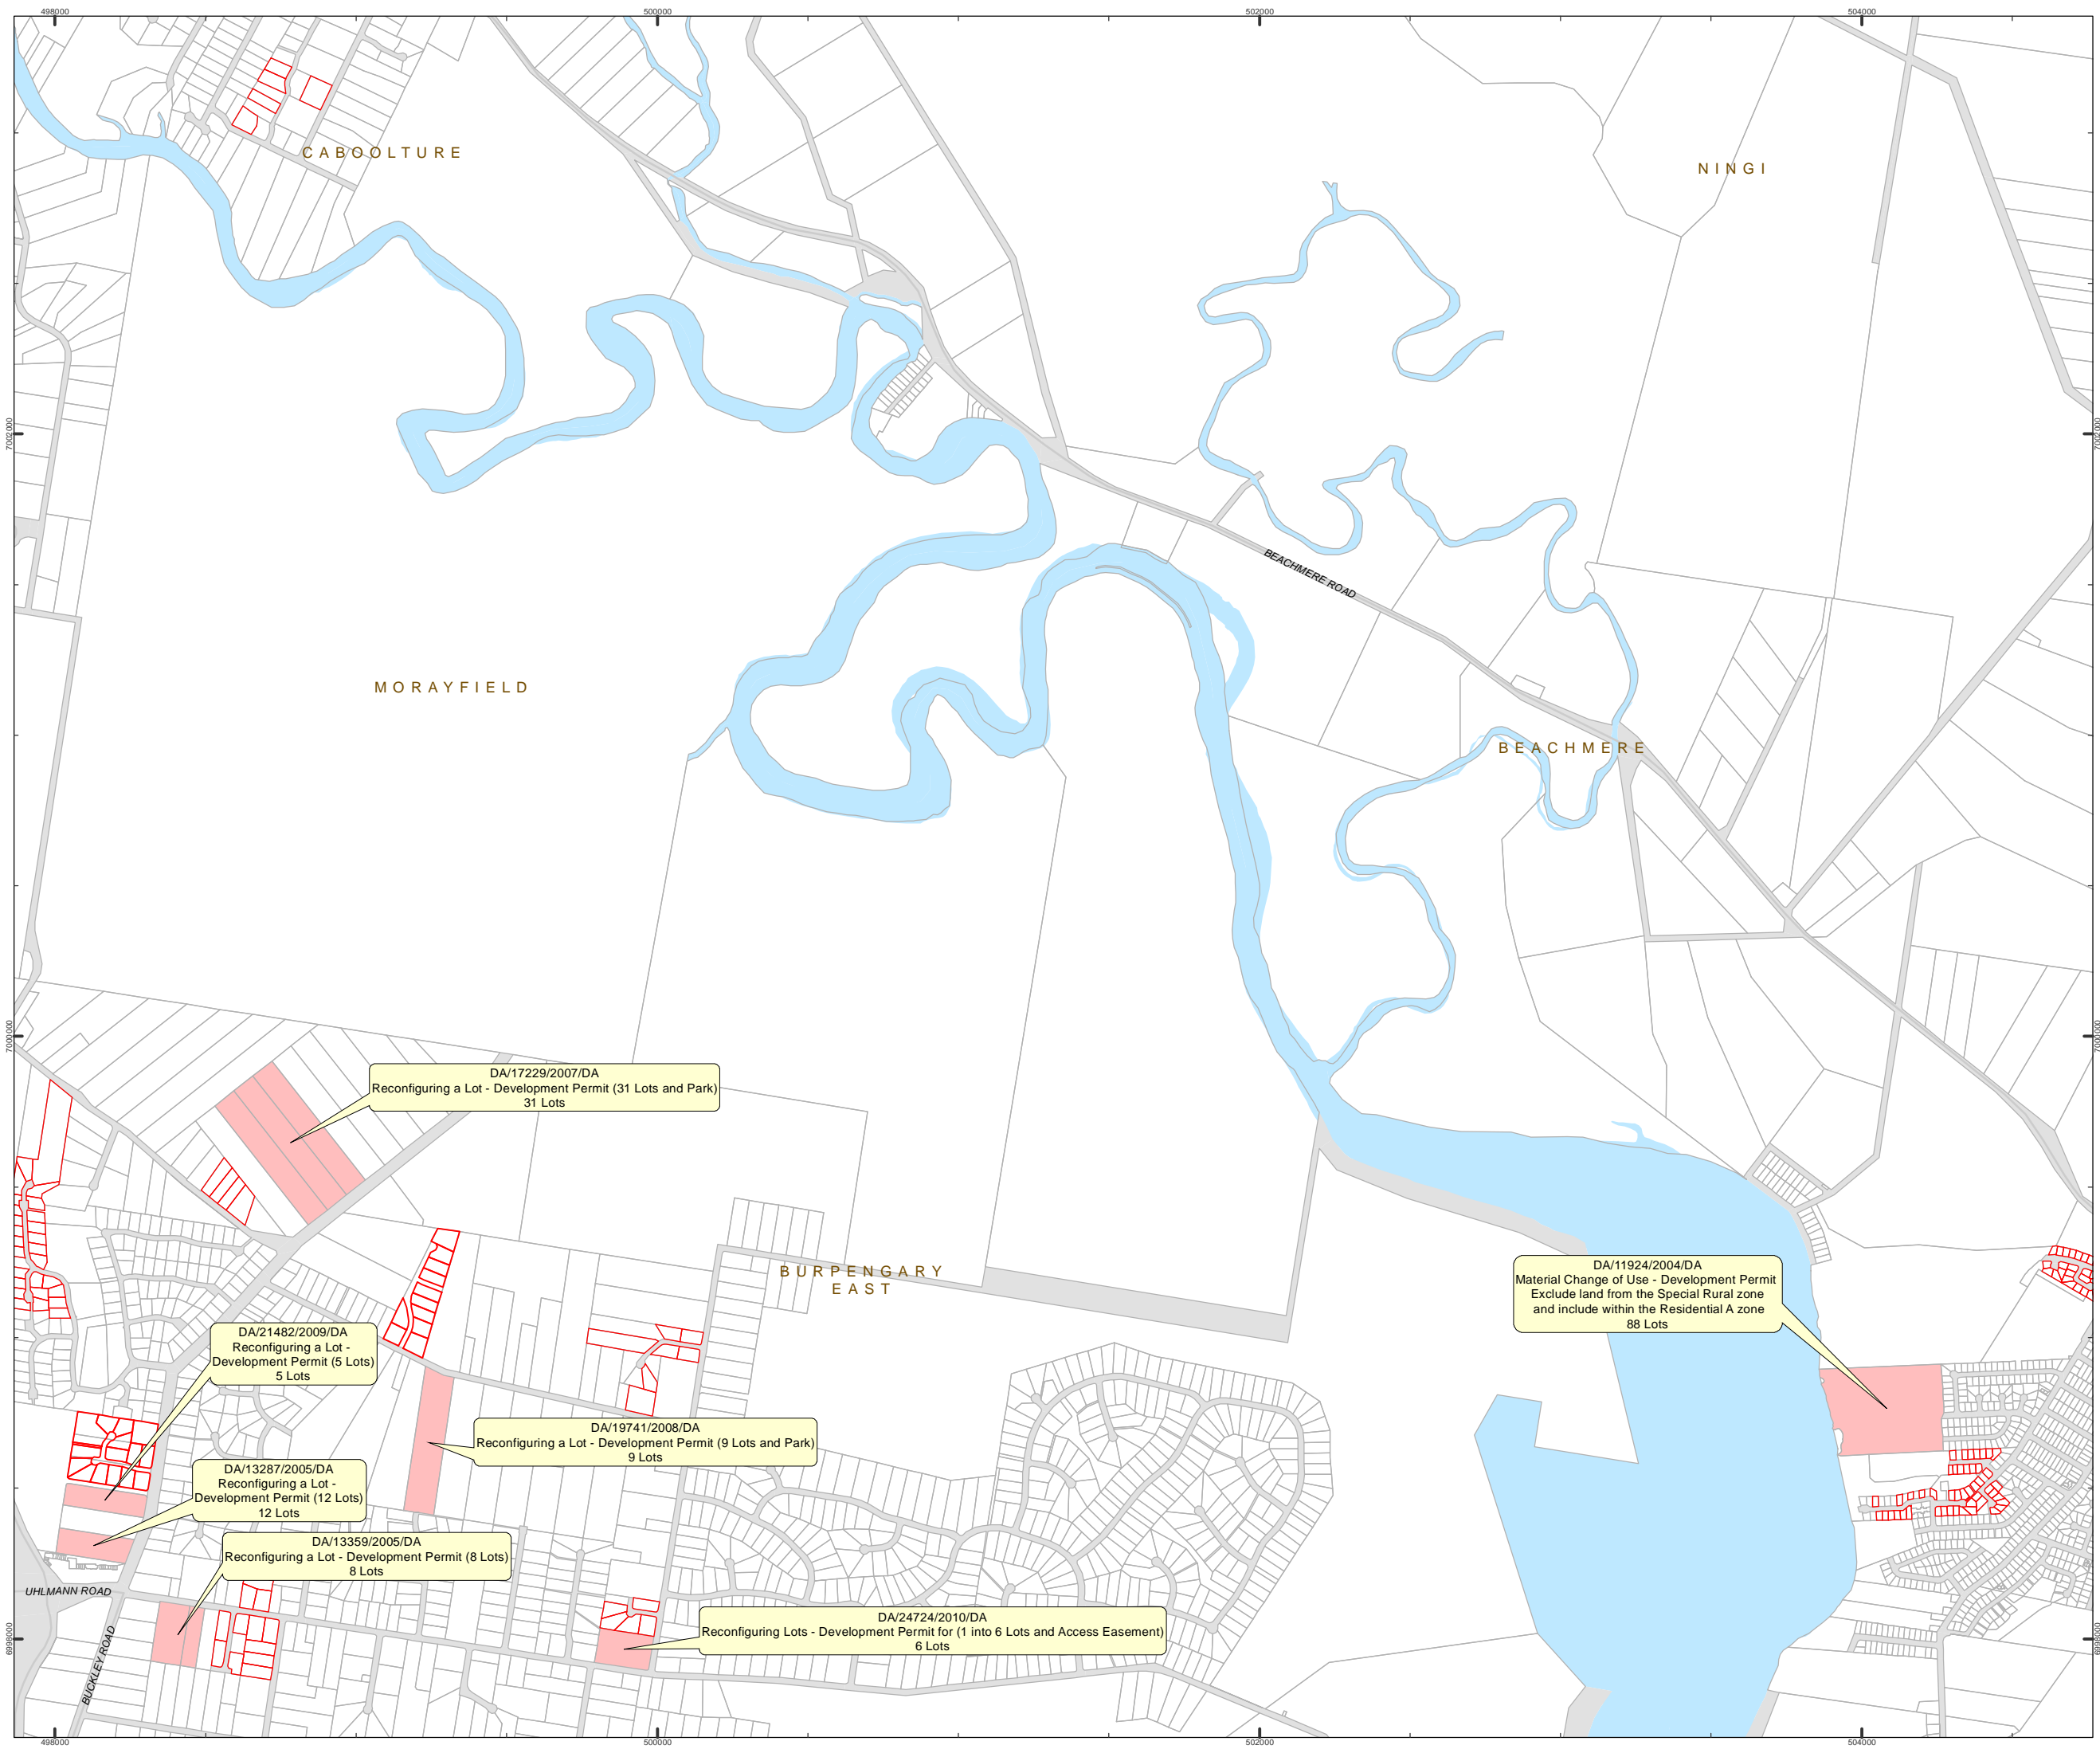 498000
500000
502000
504000
CABOOLTURE
NINGI
7002000
7002000
BEACHMERE ROAD
MORAYFIELD
BEACHMERE
7000000
7000000
DA/17229/2007/DA
Reconfiguring a Lot - Development Permit (31 Lots and Park)
31 Lots
BURPENGARY
EAST
DA/11924/2004/DA
Material Change of Use - Development Permit
Exclude land from the Special Rural zone
and include within the Residential A zone
88 Lots
DA/21482/2009/DA
Reconfiguring a Lot -
Development Permit (5 Lots)
5 Lots
DA/19741/2008/DA
Reconfiguring a Lot - Development Permit (9 Lots and Park)
9 Lots
DA/13287/2005/DA
Reconfiguring a Lot -
Development Permit (12 Lots)
12 Lots
DA/13359/2005/DA
Reconfiguring a Lot - Development Permit (8 Lots)
8 Lots
UHLMANN ROAD
DA/24724/2010/DA
Reconfiguring Lots - Development Permit for (1 into 6 Lots and Access Easement)
6 Lots
BUCKLEY ROAD
6998000
6998000
498000
500000
502000
504000